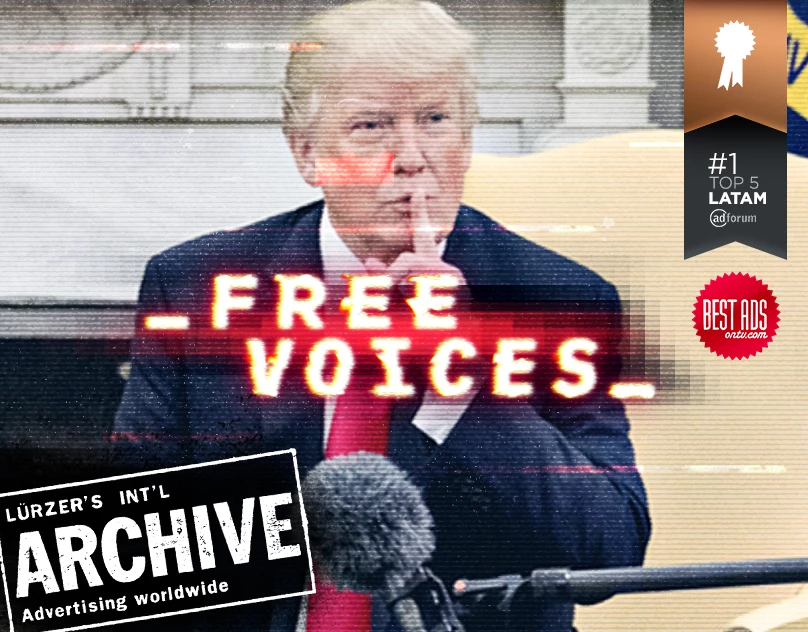 #1
TOP 5
LATAM
adforum
_FREE
VOICES_
BEST ADS
ontv.com
LÜRZER'S INT'L
ARCHIVE
Advertising worldwide